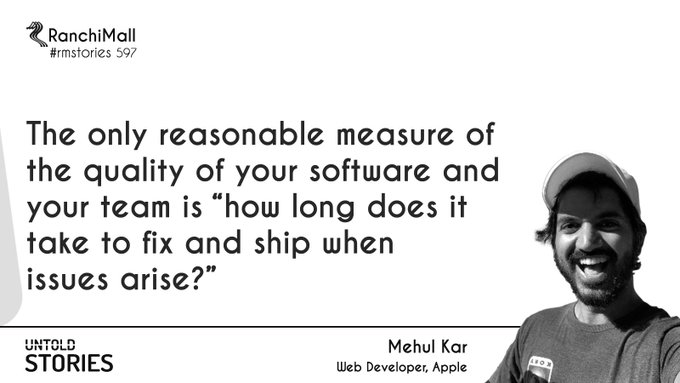 RanchiMall
#rmstories 597
The only reasonable measure of
the quality of your software and
your team is “how long does it
take to fix and ship when
issues arise?”
UNTOLD
STORIES
Mehul Kar
Web Developer, Apple